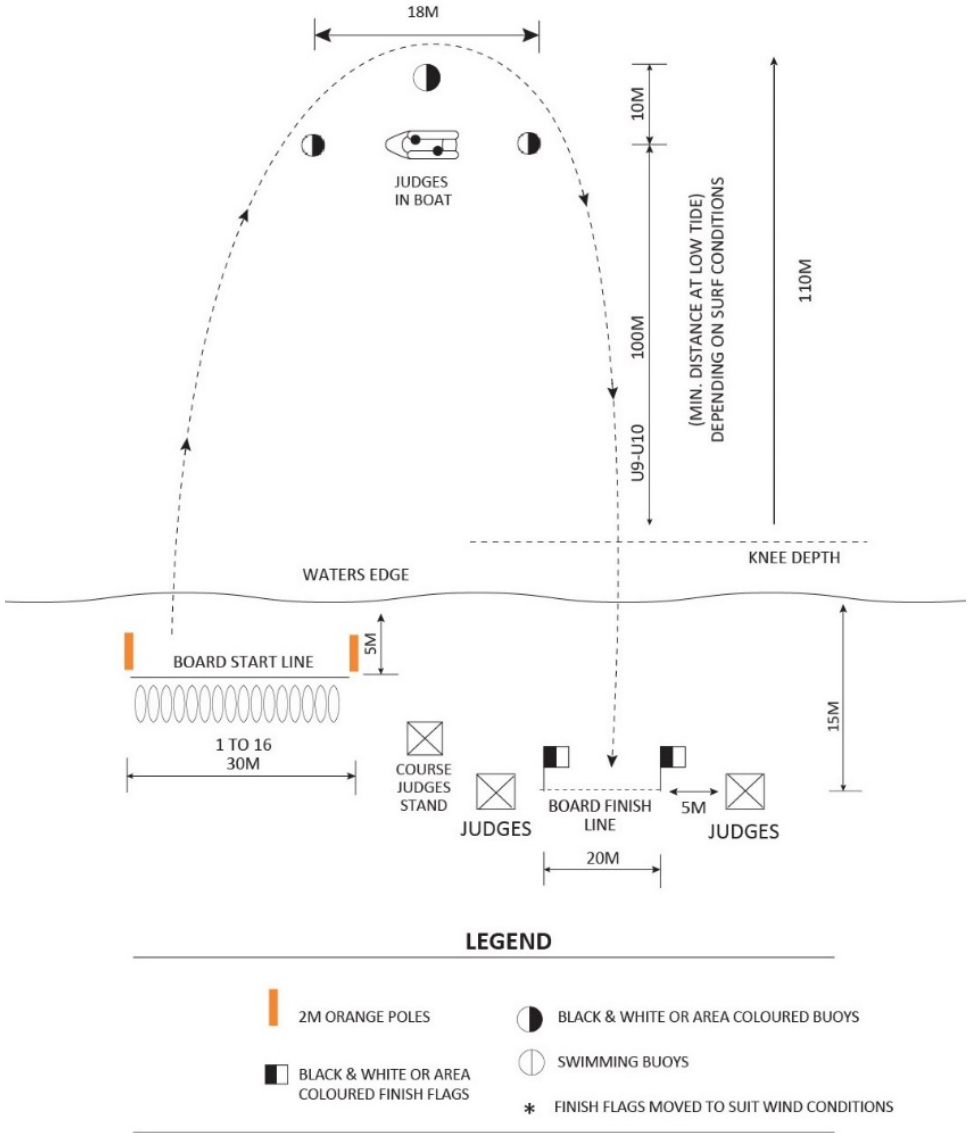 18M
10M
JUDGES
IN BOAT
100M
U9-U10
(MIN. DISTANCE AT LOW TIDE)
DEPENDING ON SURF CONDITIONS
110M
KNEE DEPTH
WATERS EDGE
5M
BOARD START LINE
15M
1 TO 16
30M
COURSE
JUDGES
STAND
JUDGES
BOARD FINISH
LINE
5M
JUDGES
20M
LEGEND
2M ORANGE POLES
BLACK & WHITE OR AREA COLOURED BUOYS
BLACK & WHITE OR AREA
COLOURED FINISH FLAGS
SWIMMING BUOYS
* FINISH FLAGS MOVED TO SUIT WIND CONDITIONS